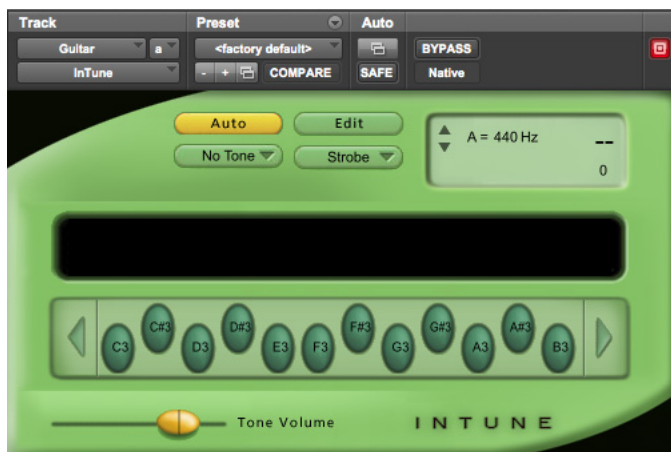 Track Preset Auto
Guitar a <factory default> BYPASS
InTune - + COMPARE SAFE Native
Auto Edit
A = 440 Hz --
No Tone Strobe
0
C#3 D#3 F#3 G#3 A#3
C3 D3 E3 F3 G3 A3 B3
Tone Volume INTUNE